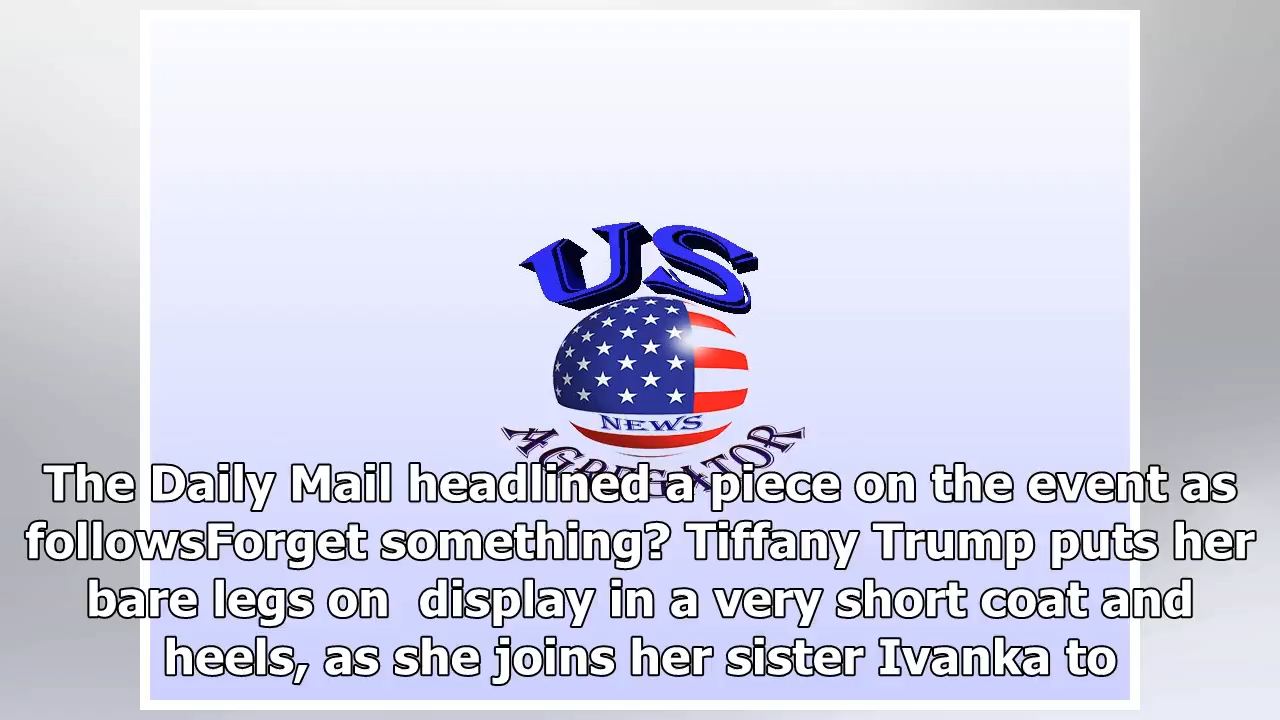 US
NEWS
AGREGATOR
The Daily Mail headlined a piece on the event as
followsForget something? Tiffany Trump puts her
bare legs on  display in a very short coat and
heels, as she joins her sister Ivanka to